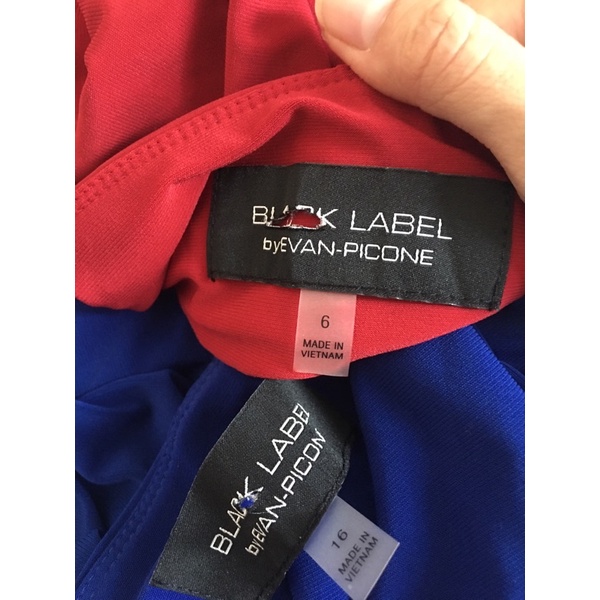 BLACK LABEL
byEVAN-PICONE
6
MADE IN
VIETNAM
BLACK LABEL
byEVAN-PICON
16
MADE IN
VIETNAM